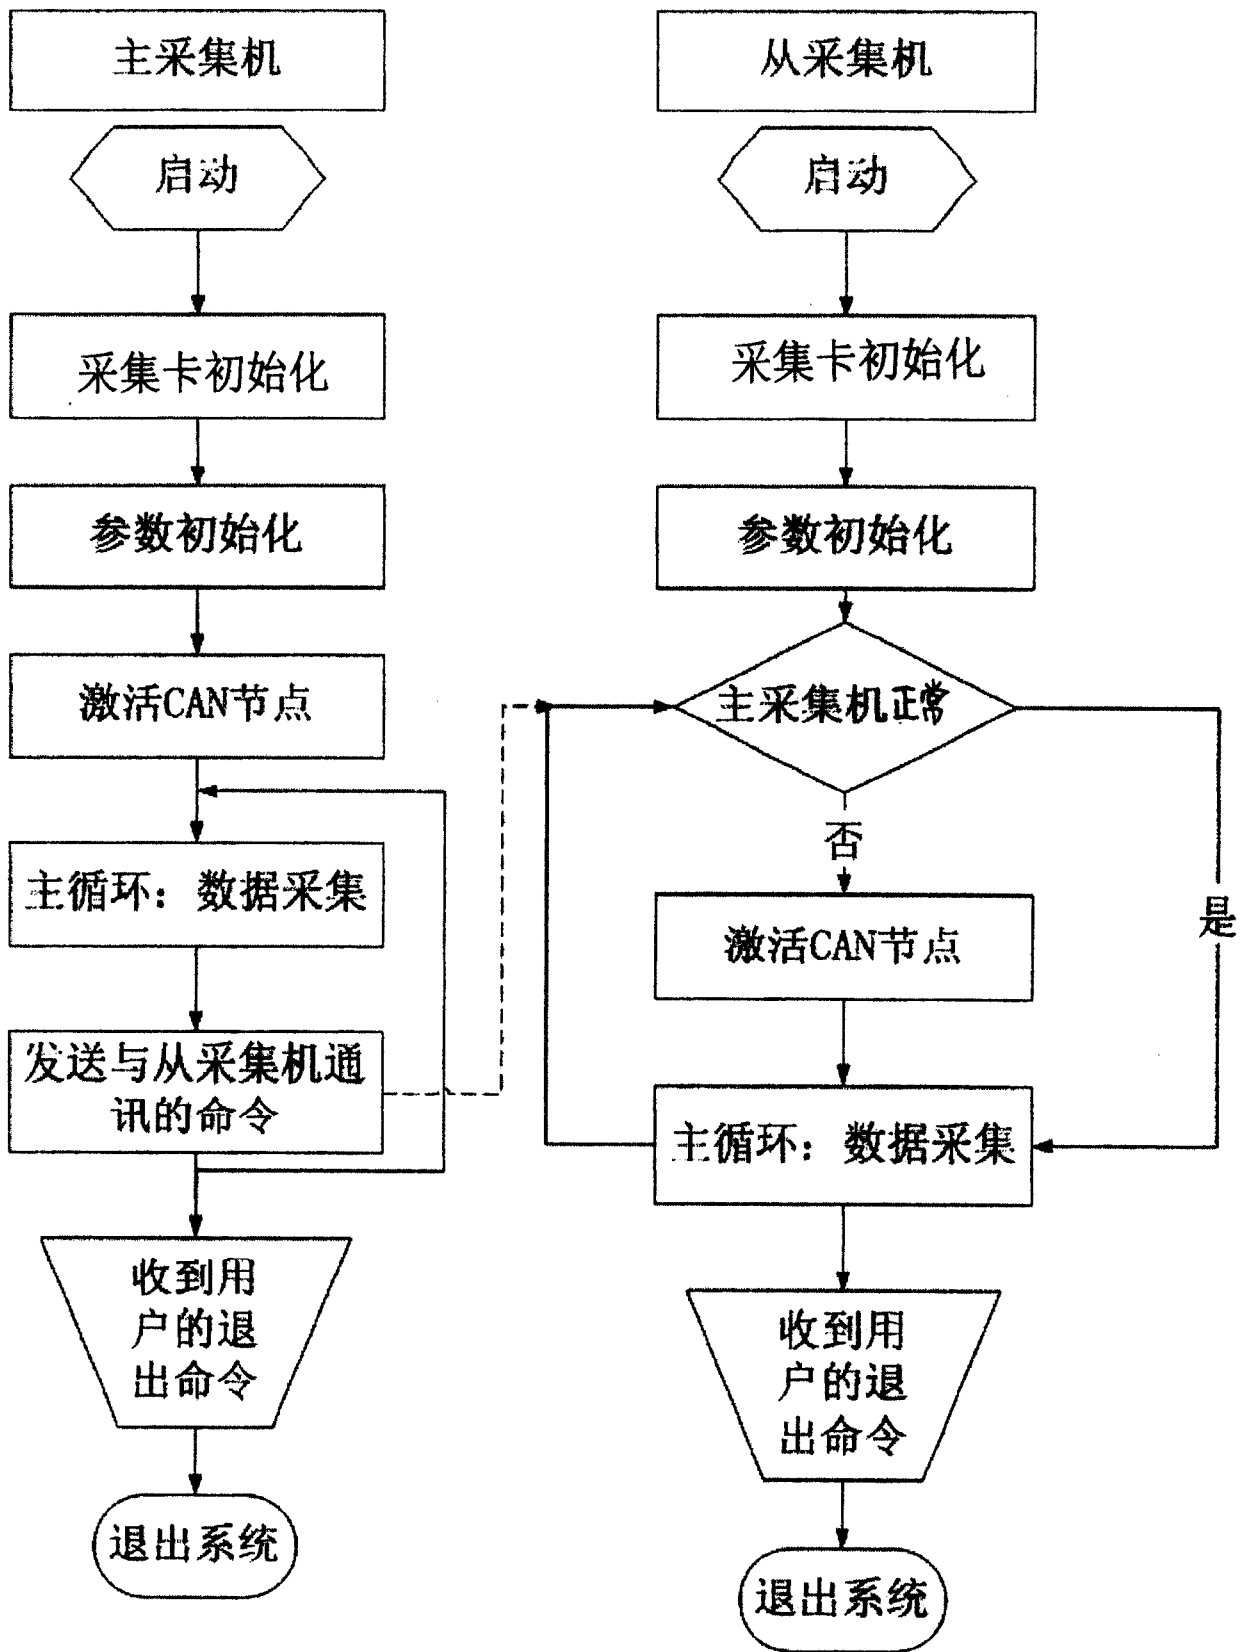 主采集机
启动
采集卡初始化
参数初始化
激活CAN节点
主循环：数据采集
发送与从采集机通
讯的命令
收到用
户的退
出命令
退出系统
从采集机
启动
采集卡初始化
参数初始化
主采集机正常
否
是
激活CAN节点
主循环：数据采集
收到用
户的退
出命令
退出系统